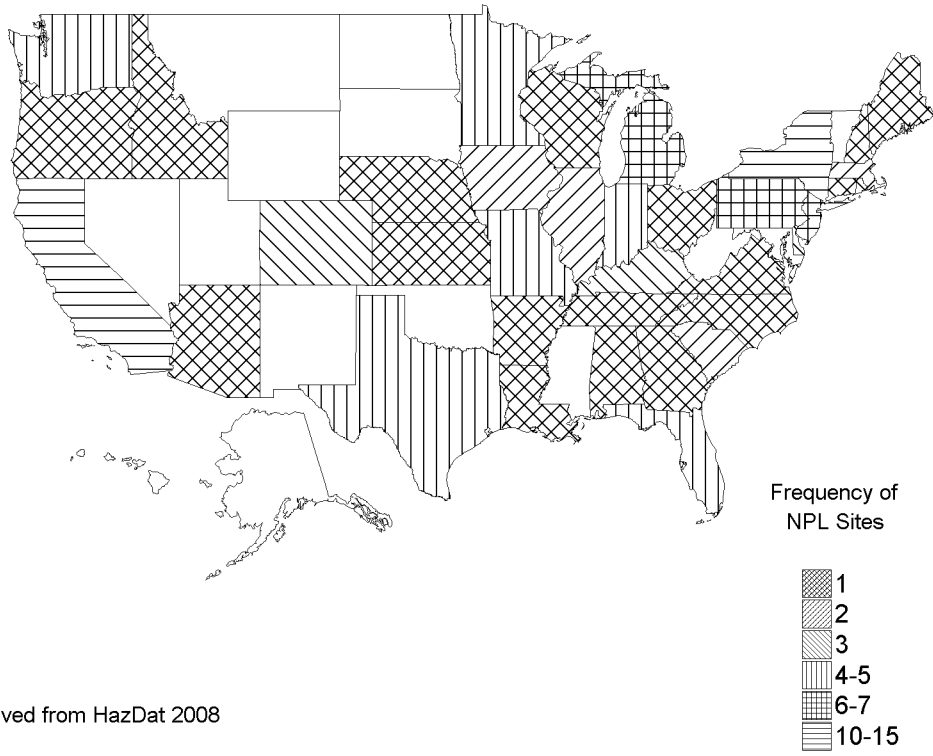 Frequency of
NPL Sites
1
2
3
4-5
6-7
10-15
ved from HazDat 2008